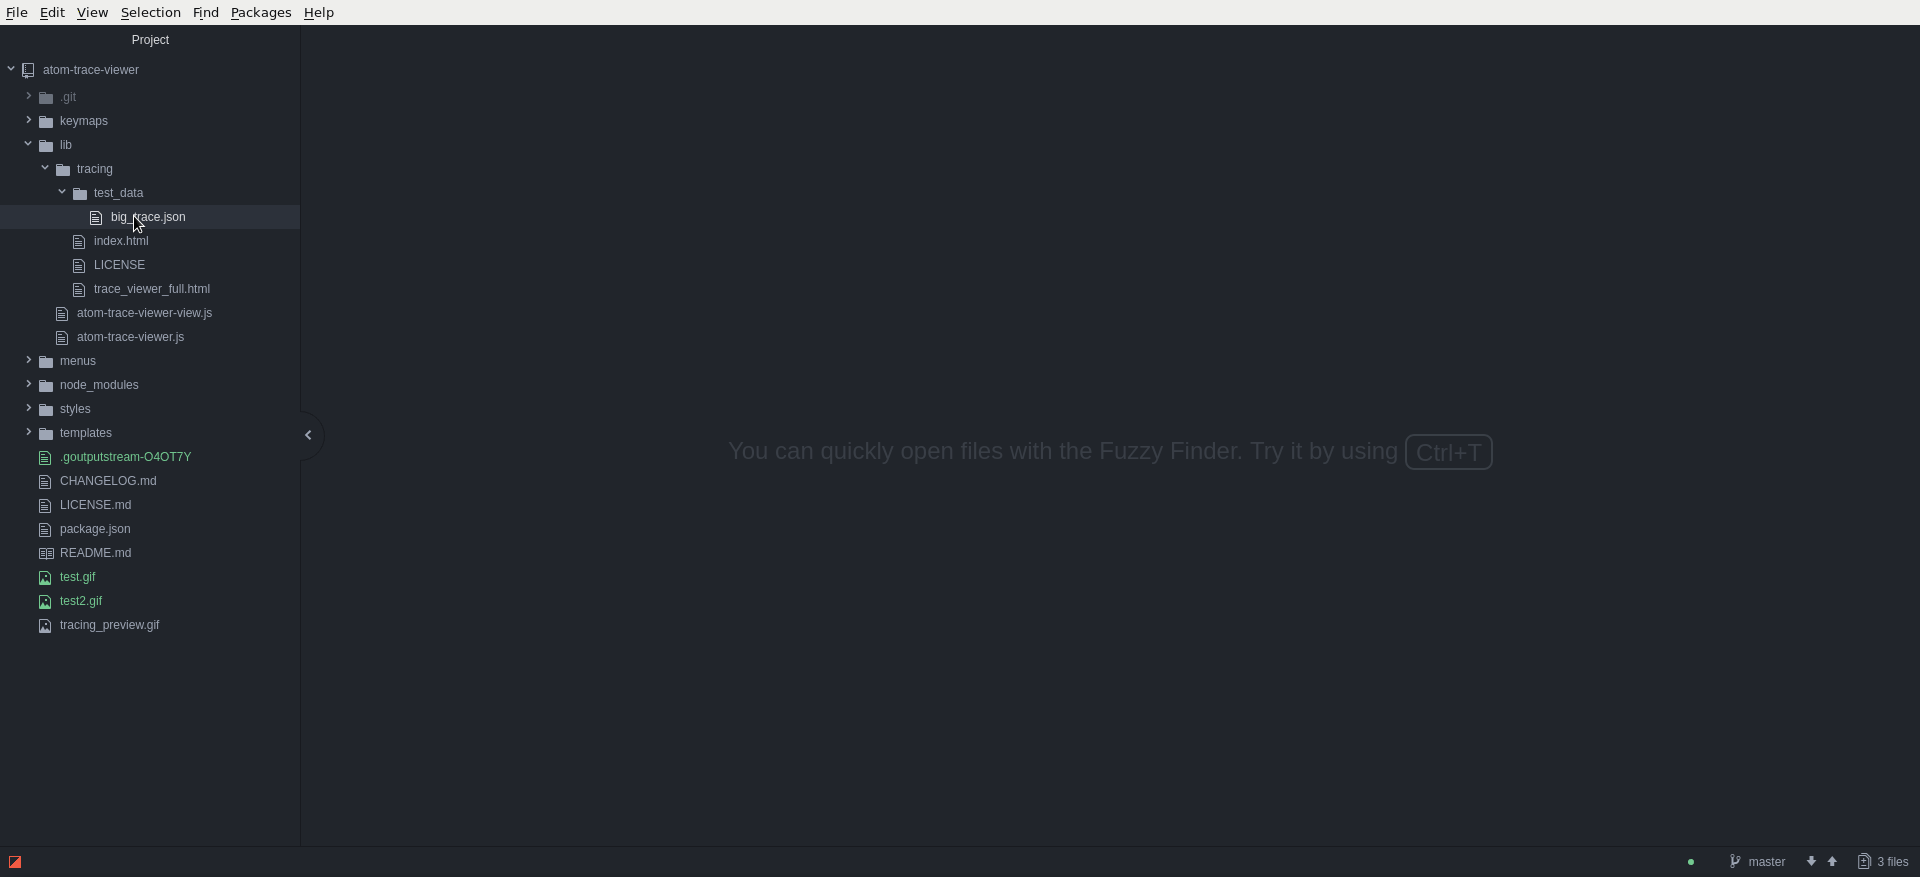 File Edit View Selection Find Packages Help
Project
atom-trace-viewer
.git
keymaps
lib
tracing
test_data
big_trace.json
index.html
LICENSE
trace_viewer_full.html
atom-trace-viewer-view.js
atom-trace-viewer.js
menus
node_modules
styles
templates
.goutputstream-O4OT7Y
CHANGELOG.md
LICENSE.md
package.json
README.md
test.gif
test2.gif
tracing_preview.gif
You can quickly open files with the Fuzzy Finder. Try it by using Ctrl+T
master 3 files